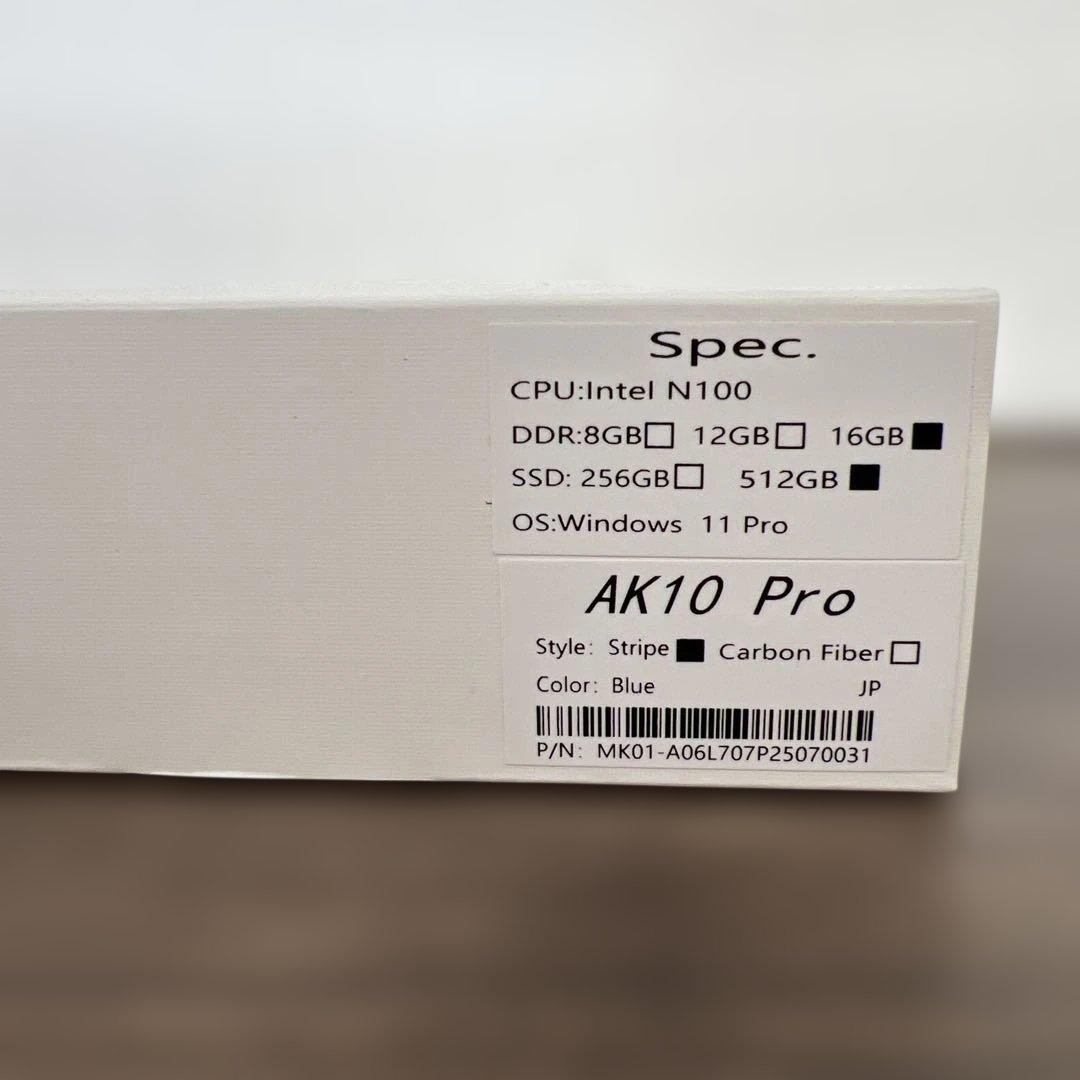 Spec.
CPU:Intel N100
DDR:8GB□ 12GB□ 16GB■
SSD: 256GB□ 512GB■
OS:Windows 11 Pro
AK10 Pro
Style: Stripe■ Carbon Fiber□
Color: Blue JP
P/N: MK01-A06L707P25070031